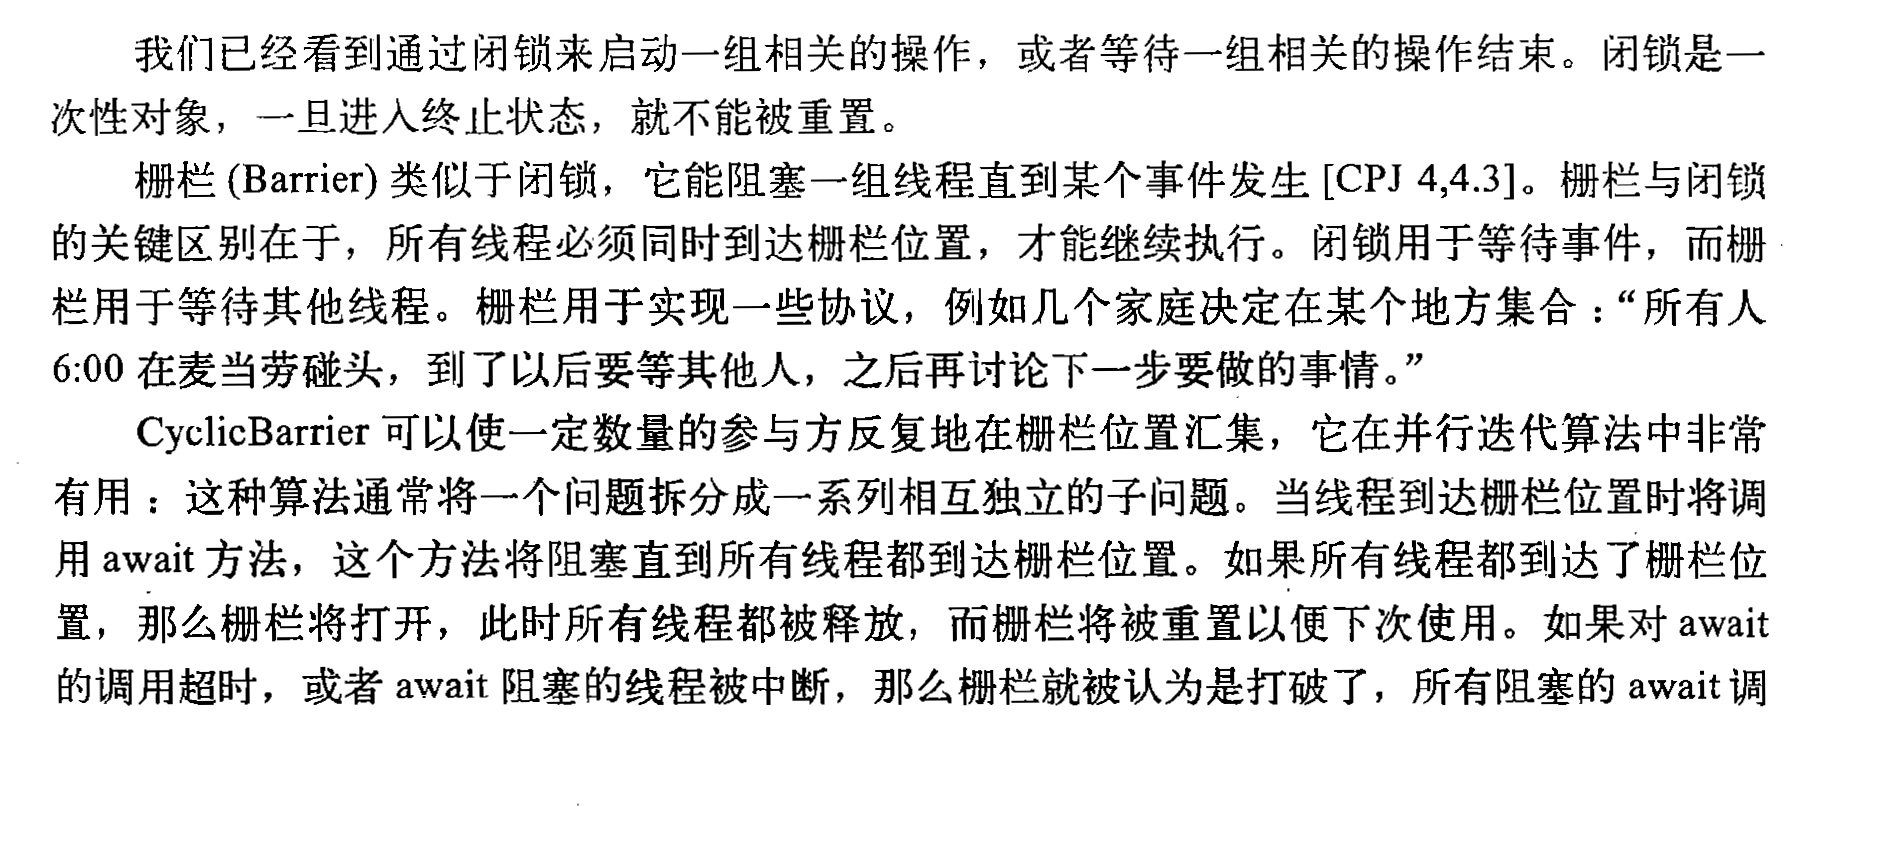 我们已经看到通过闭锁来启动一组相关的操作，或者等待一组相关的操作结束。闭锁是一
次性对象，一旦进入终止状态，就不能被重置。
栅栏 (Barrier) 类似于闭锁，它能阻塞一组线程直到某个事件发生 [CPJ 4,4.3]。栅栏与闭锁
的关键区别在于，所有线程必须同时到达栅栏位置，才能继续执行。闭锁用于等待事件，而栅
栏用于等待其他线程。栅栏用于实现一些协议，例如几个家庭决定在某个地方集合：“所有人
6:00 在麦当劳碰头，到了以后要等其他人，之后再讨论下一步要做的事情。”
CyclicBarrier 可以使一定数量的参与方反复地在栅栏位置汇集，它在并行迭代算法中非常
有用：这种算法通常将一个问题拆分成一系列相互独立的子问题。当线程到达栅栏位置时将调
用 await 方法，这个方法将阻塞直到所有线程都到达栅栏位置。如果所有线程都到达了栅栏位
置，那么栅栏将打开，此时所有线程都被释放，而栅栏将被重置以便下次使用。如果对 await
的调用超时，或者 await 阻塞的线程被中断，那么栅栏就被认为是打破了，所有阻塞的 await 调